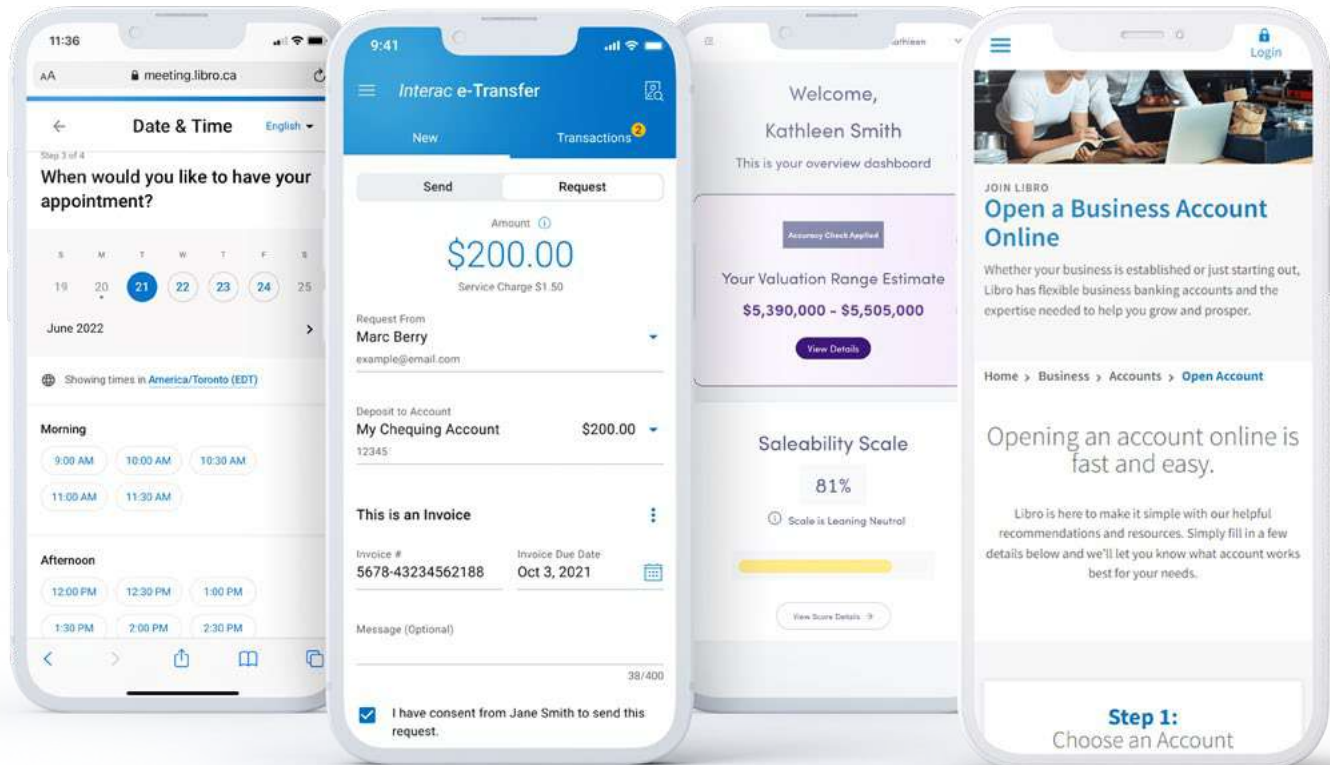 11:36
AA meeting.libro.ca
Date & Time English
Step 3 of 4
When would you like to have your
appointment?
S M T W T F S
19 20 21 22 23 24 25
June 2022
Showing times in America/Toronto (EDT)
Morning
9:00 AM 10:00 AM 10:30 AM
11:00 AM 11:30 AM
Afternoon
12:00 PM 12:30 PM 1:00 PM
1:30 PM 2:00 PM 2:30 PM
9:41
Interac e-Transfer
New Transactions 2
Send Request
Amount
$200.00
Service Charge $1.50
Request From
Marc Berry
example@email.com
Deposit to Account
My Chequing Account $200.00
12345
This is an Invoice
Invoice # Invoice Due Date
5678-43234562188 Oct 3, 2021
Message (Optional)
38/400
I have consent from Jane Smith to send this
request.
Welcome,
Kathleen Smith
This is your overview dashboard
Accuracy Check Applied
Your Valuation Range Estimate
$5,390,000 - $5,505,000
View Details
Saleability Scale
81%
Scale is Leaning Neutral
View Score Details
Login
JOIN LIBRO
Open a Business Account
Online
Whether your business is established or just starting out,
Libro has flexible business banking accounts and the
expertise needed to help you grow and prosper.
Home > Business > Accounts > Open Account
Opening an account online is
fast and easy.
Libro is here to make it simple with our helpful
recommendations and resources. Simply fill in a few
details below and we'll let you know what account works
best for your needs.
Step 1:
Choose an Account